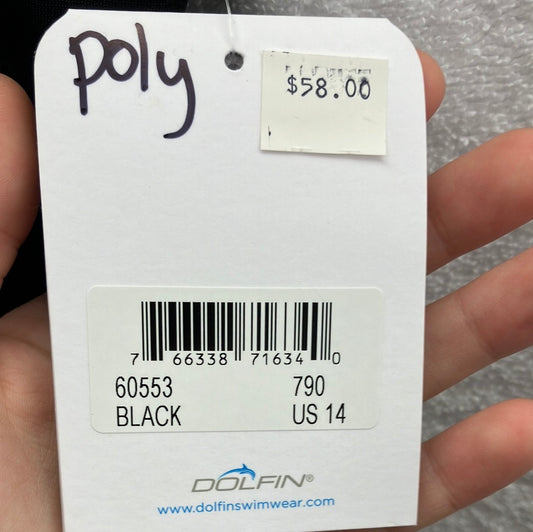 poly
$58.00
7 66338 71634 0
60553 790
BLACK US 14
DOLFIN®
www.dolfinswimwear.com